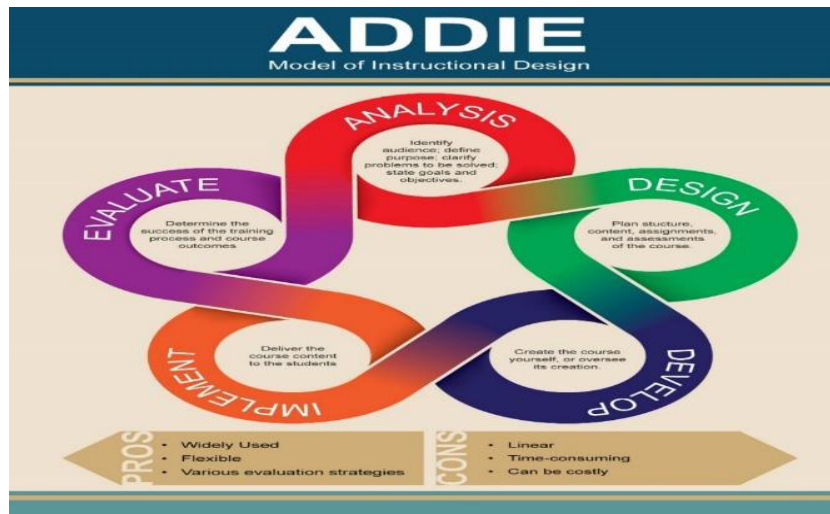 ADDIE
Model of Instructional Design
ANALYSIS
Identify
audience; define
purpose; clarify
problems to be solved;
state goals and
objectives.
DESIGN
Plan stucture,
content, assignments,
and assessments
of the course.
DEVELOP
Create the course
yourself, or oversee
its creation.
IMPLEMENT
Deliver the
course content
to the students
EVALUATE
Determine the
success of the training
process and course
outcomes
PROS
• Widely Used
• Flexible
• Various evaluation strategies
CONS
• Linear
• Time-consuming
• Can be costly